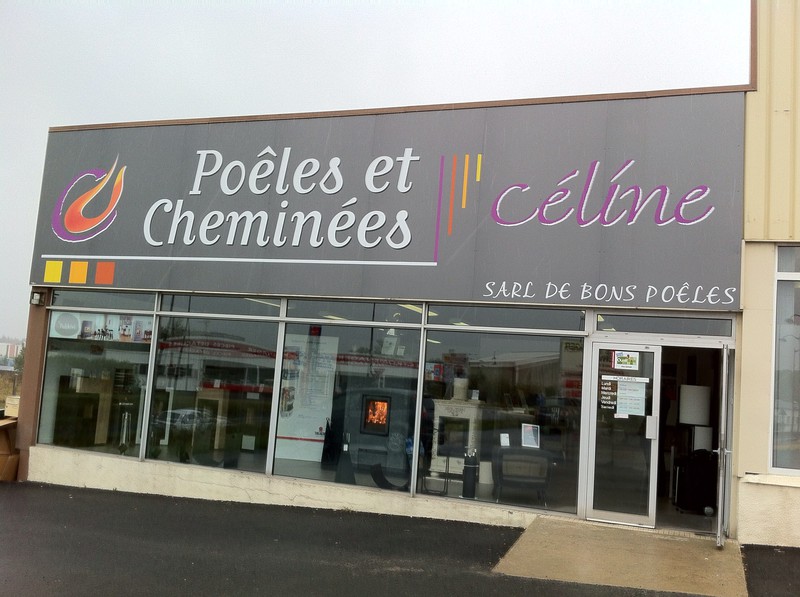 Poêles et
Cheminées
Céline
SARL DE BONS POÊLES
Lundi
Mardi
Mercredi
Jeudi
Vendredi
Samedi